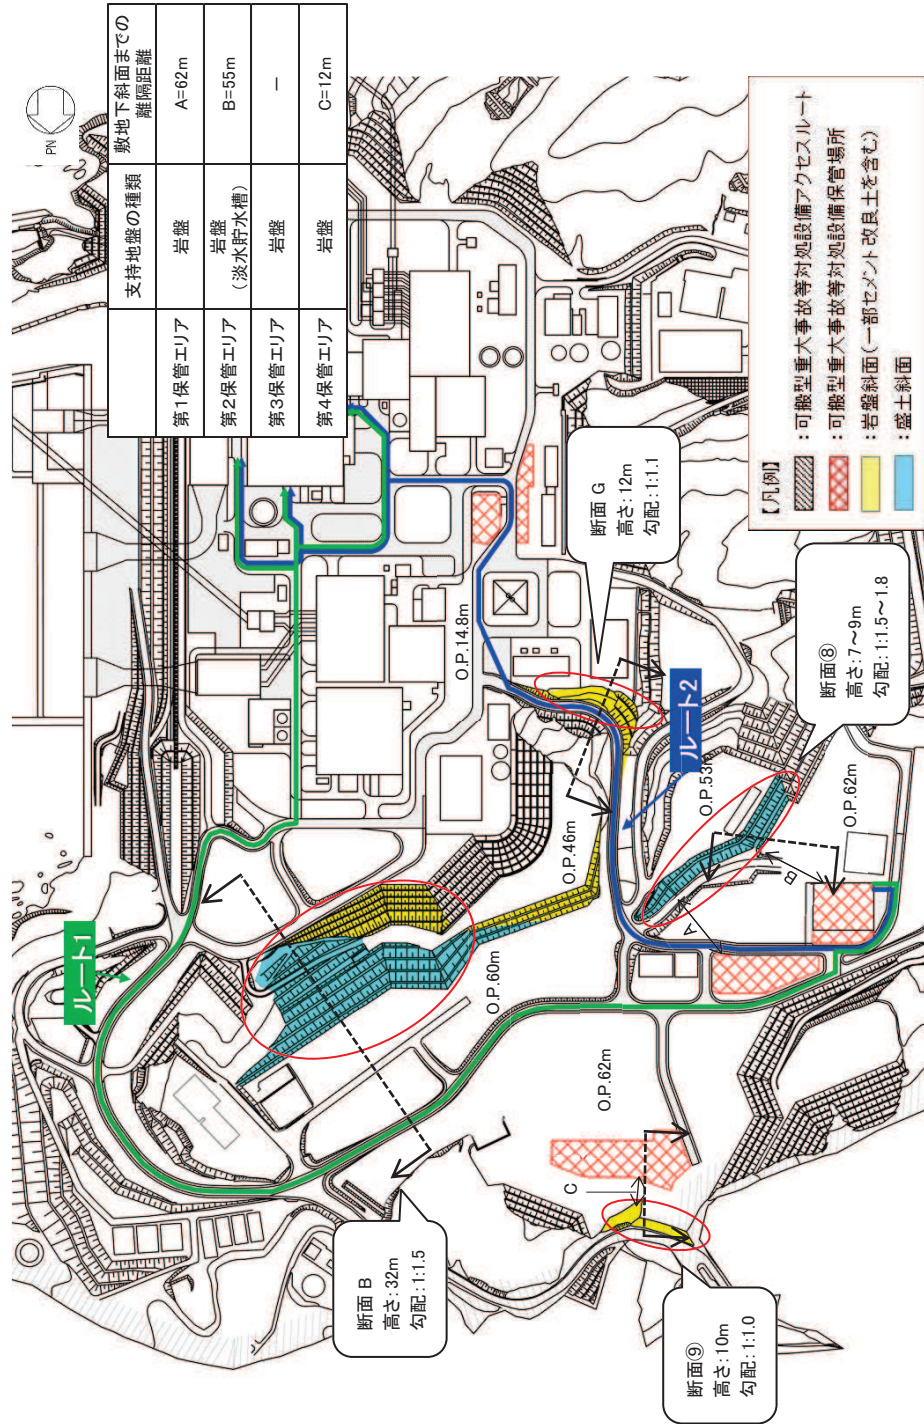 PN
支持地盤の種類
敷地下斜面までの
離隔距離
第1保管エリア
岩盤
A=62m
第2保管エリア
岩盤
(淡水貯水槽)
B=55m
第3保管エリア
岩盤
－
第4保管エリア
岩盤
C=12m
ルート1
ルート2
O.P.14.8m
O.P.46m
O.P.53m
O.P.60m
O.P.62m
O.P.62m
A
B
C
断面 G
高さ:12m
勾配:1:1.1
断面⑧
高さ:7～9m
勾配:1:1.5～1.8
断面 B
高さ:32m
勾配:1:1.5
断面⑨
高さ:10m
勾配:1:1.0
【凡例】
:可搬型重大事故等対処設備アクセスルート
:可搬型重大事故等対処設備保管場所
:岩盤斜面(一部セメント改良土を含む)
:盛土斜面